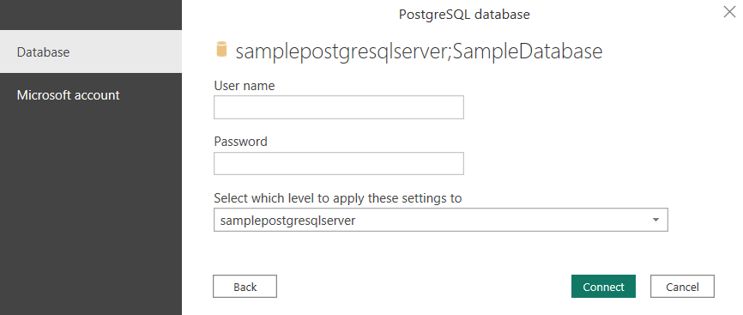 PostgreSQL database
Database
Microsoft account
samplepostgresqlserver;SampleDatabase
User name
Password
Select which level to apply these settings to
samplepostgresqlserver
Back
Connect
Cancel